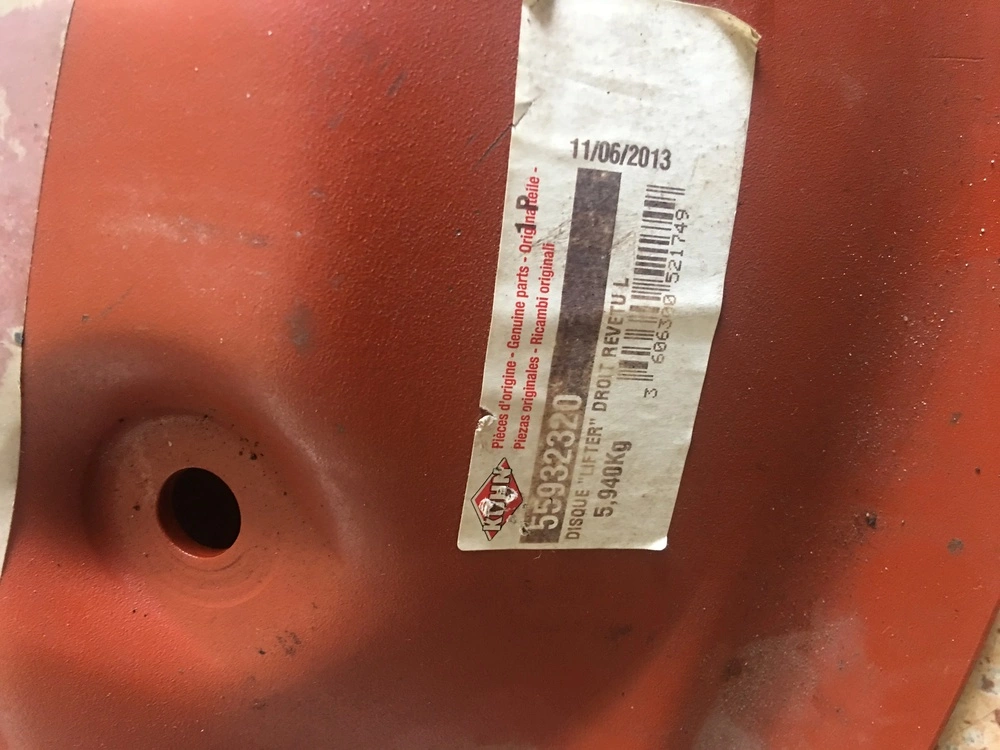 KUHN
Pièces d'origine - Genuine parts - Originalteile -
Piezas originales - Ricambi originali
1 P
11/06/2013
55932320
DISQUE "LIFTER" DROIT REVETU L
5,940Kg
3 606300 521749